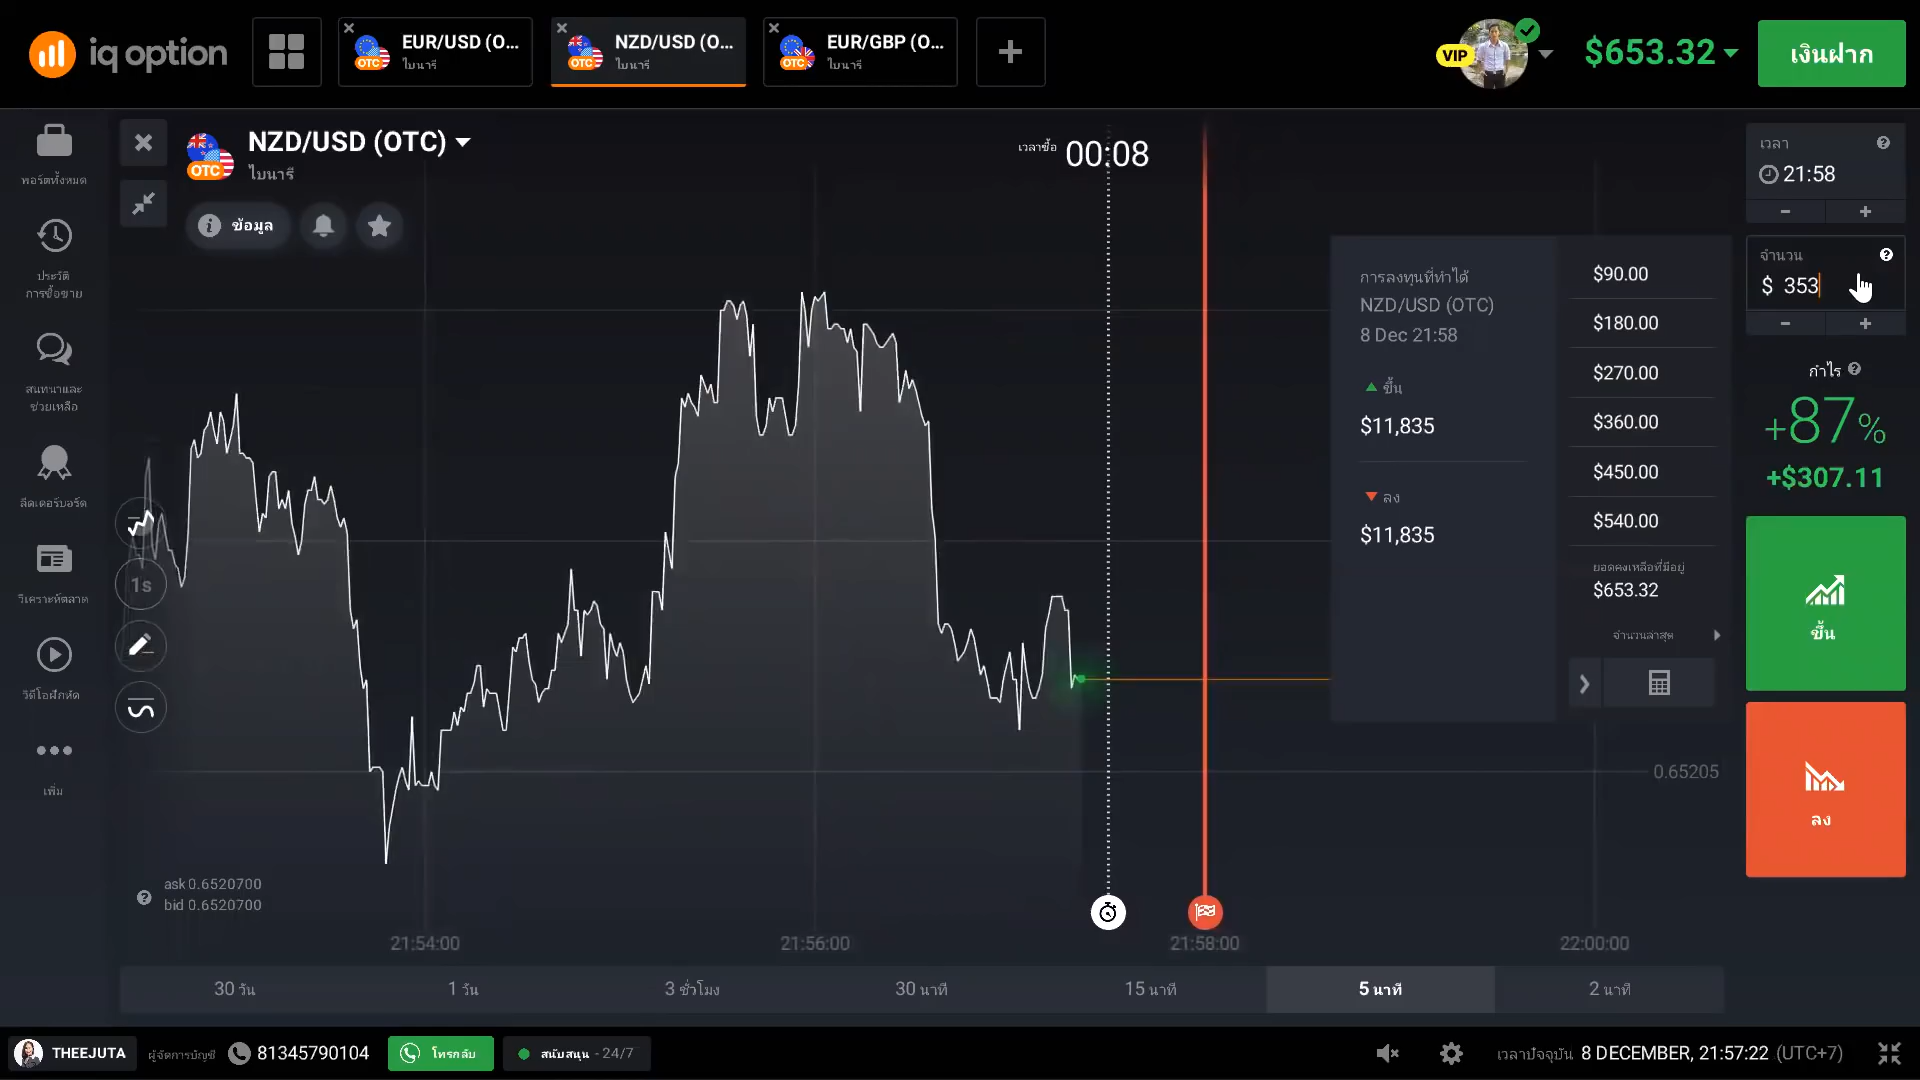 iq option
EUR/USD (O...
ไบนารี
NZD/USD (O...
ไบนารี
EUR/GBP (O...
ไบนารี
OTC
OTC
OTC
VIP
$653.32
เงินฝาก
พอร์ตทั้งหมด
ประวัติ
การซื้อขาย
สนทนาและ
ช่วยเหลือ
ลีดเดอร์บอร์ด
วิเคราะห์ตลาด
วิดีโอฝึกหัด
เพิ่ม
OTC
NZD/USD (OTC)
ไบนารี
ข้อมูล
เวลาซื้อ
00:08
1s
ask 0.6520700
bid 0.6520700
การลงทุนที่ทำได้
NZD/USD (OTC)
8 Dec 21:58
ขึ้น
$11,835
ลง
$11,835
$90.00
$180.00
$270.00
$360.00
$450.00
$540.00
ยอดคงเหลือที่มีอยู่
$653.32
จำนวนล่าสุด
0.65205
เวลา
21:58
- +
จำนวน
$ 353
- +
กำไร
+87%
+$307.11
ขึ้น
ลง
21:54:00
21:56:00
21:58:00
22:00:00
30 วัน
1 วัน
3 ชั่วโมง
30 นาที
15 นาที
5 นาที
2 นาที
THEEJUTA
ผู้จัดการบัญชี
81345790104
โทรกลับ
สนับสนุน - 24/7
เวลาปัจจุบัน 8 DECEMBER, 21:57:22 (UTC+7)